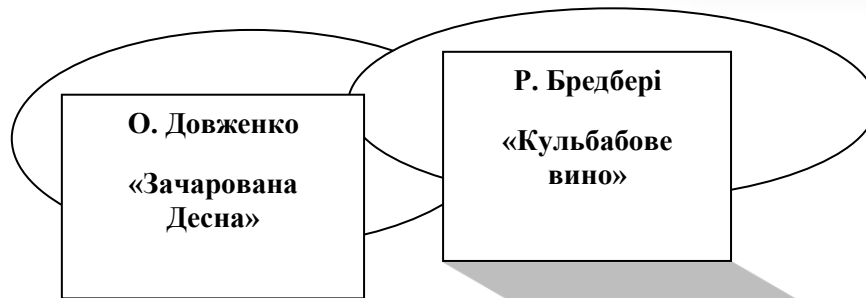 О. Довженко
«Зачарована
Десна»
Р. Бредбері
«Кульбабове
вино»